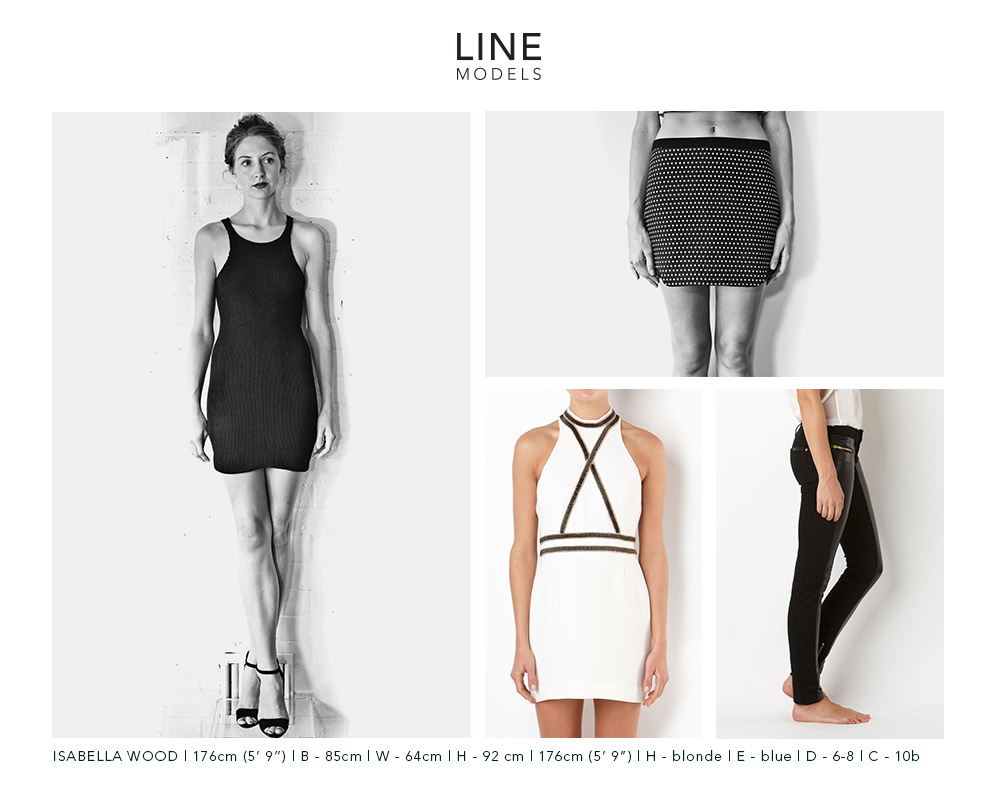 LINE
MODELS
ISABELLA WOOD | 176cm (5’ 9”) | B - 85cm | W - 64cm | H - 92 cm | 176cm (5’ 9”) | H - blonde | E - blue | D - 6-8 | C - 10b